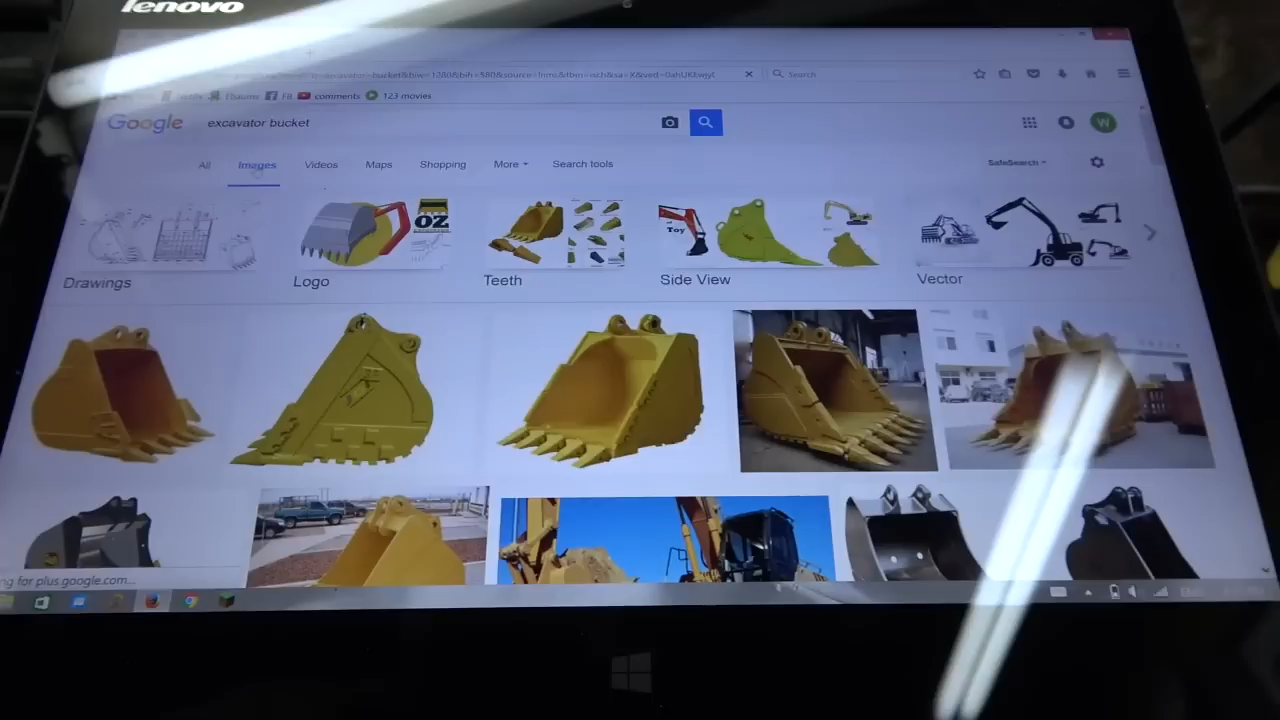 lenovo
Search
comments 123 movies
Google excavator bucket W
All Images Videos Maps Shopping More Search tools SafeSearch
OZ
Toy
Drawings Logo Teeth Side View Vector
ng for plus.google.com...